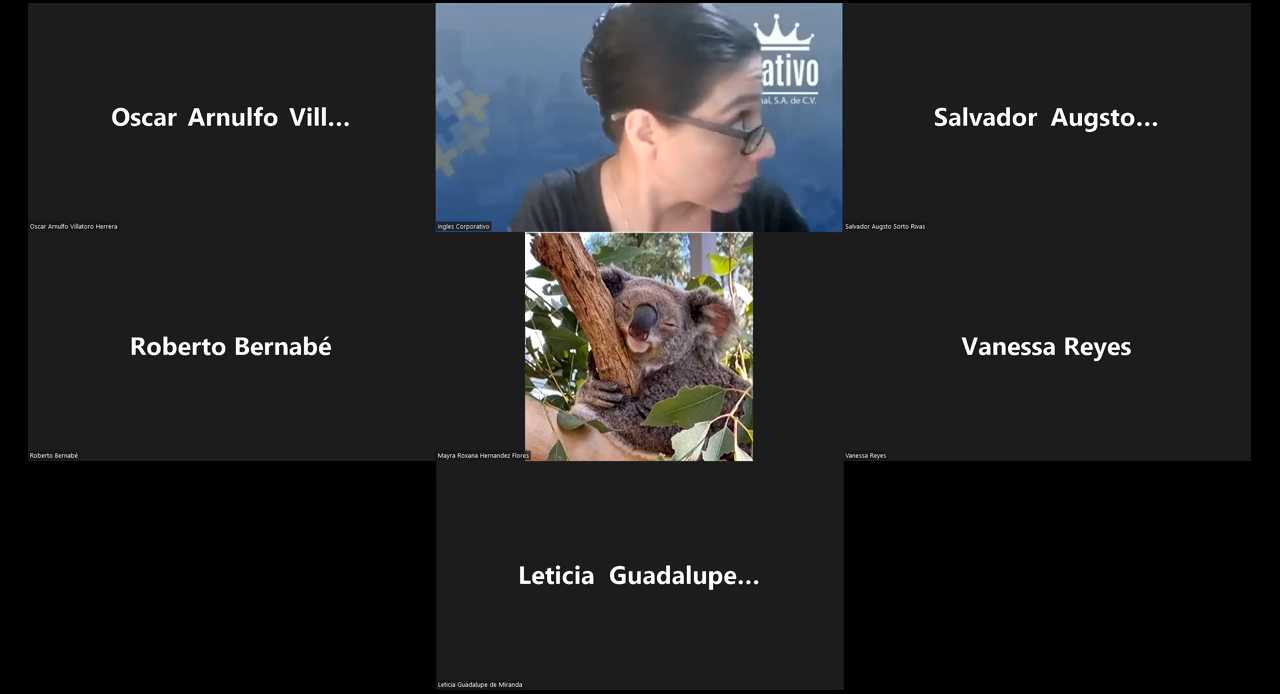 Oscar Arnulfo Vill...
Oscar Arnulfo Villatoro Herrera
ativo
nal, S.A. de C.V.
Ingles Corporativo
Salvador Augsto...
Salvador Augsto Sorto Rivas
Roberto Bernabé
Roberto Bernabé
Mayra Roxana Hernandez Flores
Vanessa Reyes
Vanessa Reyes
Leticia Guadalupe...
Leticia Guadalupe de Miranda